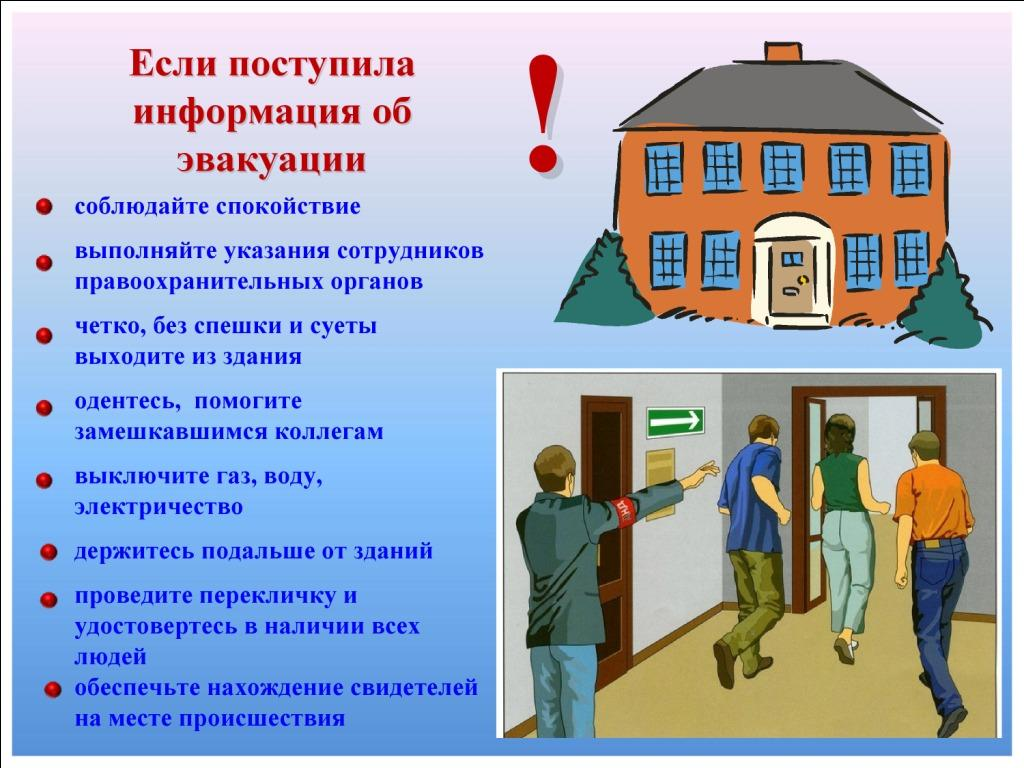 Если поступила
информация об
эвакуации
!
соблюдайте спокойствие
выполняйте указания сотрудников
правоохранительных органов
четко, без спешки и суеты
выходите из здания
одентесь, помогите
замешкавшимся коллегам
выключите газ, воду,
электричество
держитесь подальше от зданий
проведите перекличку и
удостовертесь в наличии всех
людей
обеспечьте нахождение свидетелей
на месте происшествия